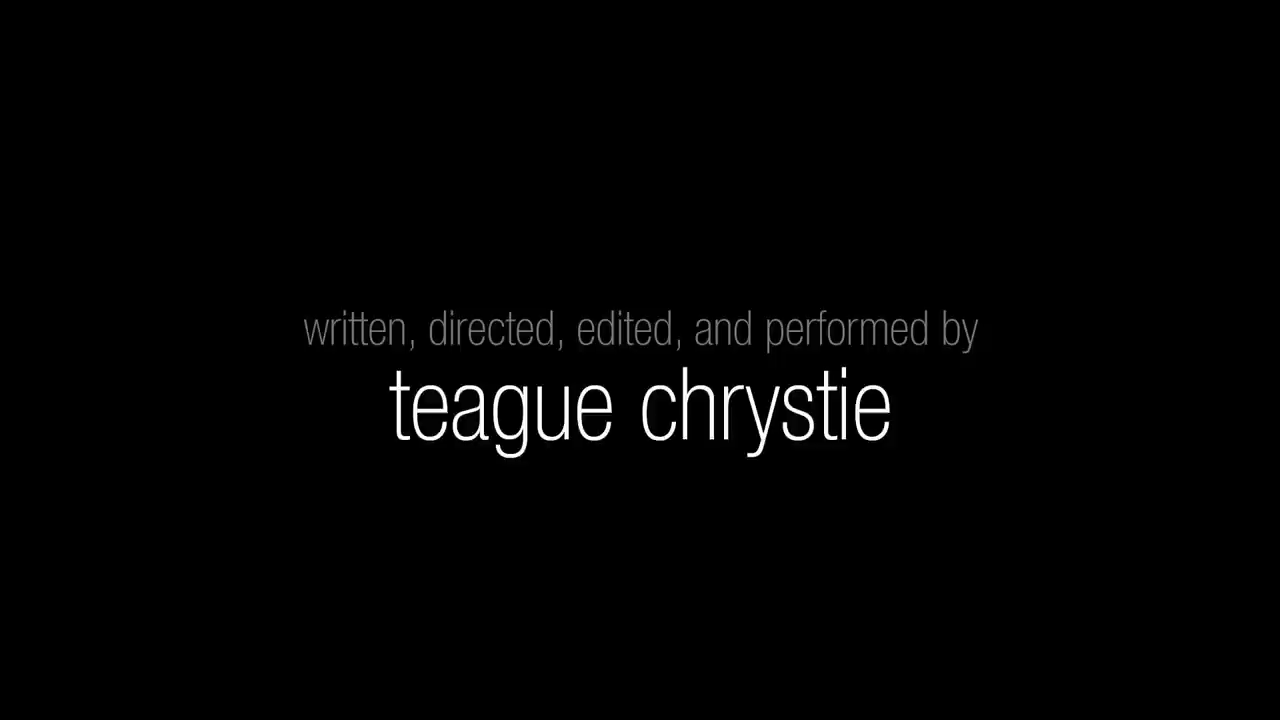 written, directed, edited, and performed by
teague chrystie